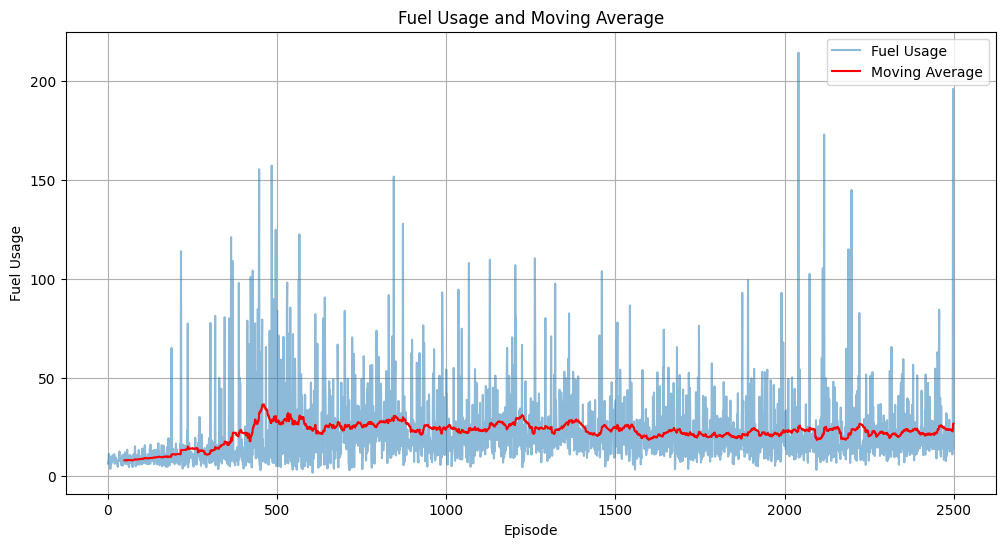 Fuel Usage and Moving Average
Fuel Usage
Moving Average
200
150
100
50
0
Fuel Usage
0 500 1000 1500 2000 2500
Episode